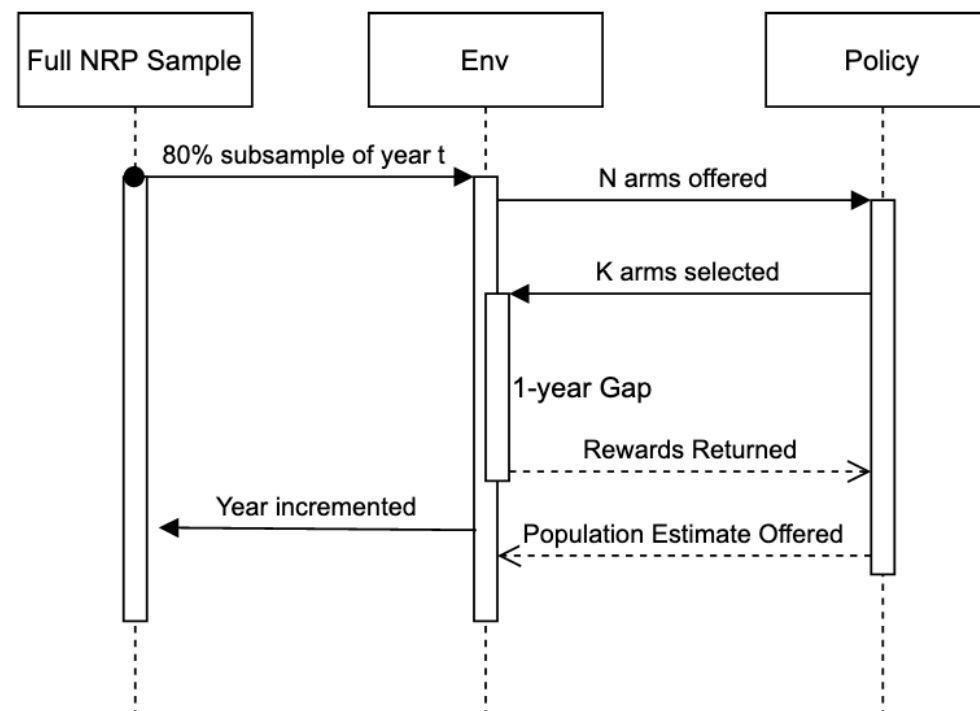 Full NRP Sample
Env
Policy
80% subsample of year t
N arms offered
K arms selected
1-year Gap
Rewards Returned
Year incremented
Population Estimate Offered